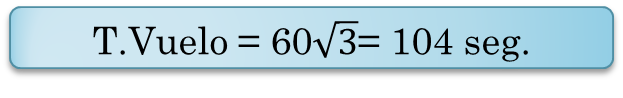 T.Vuelo = 60√3= 104 seg.